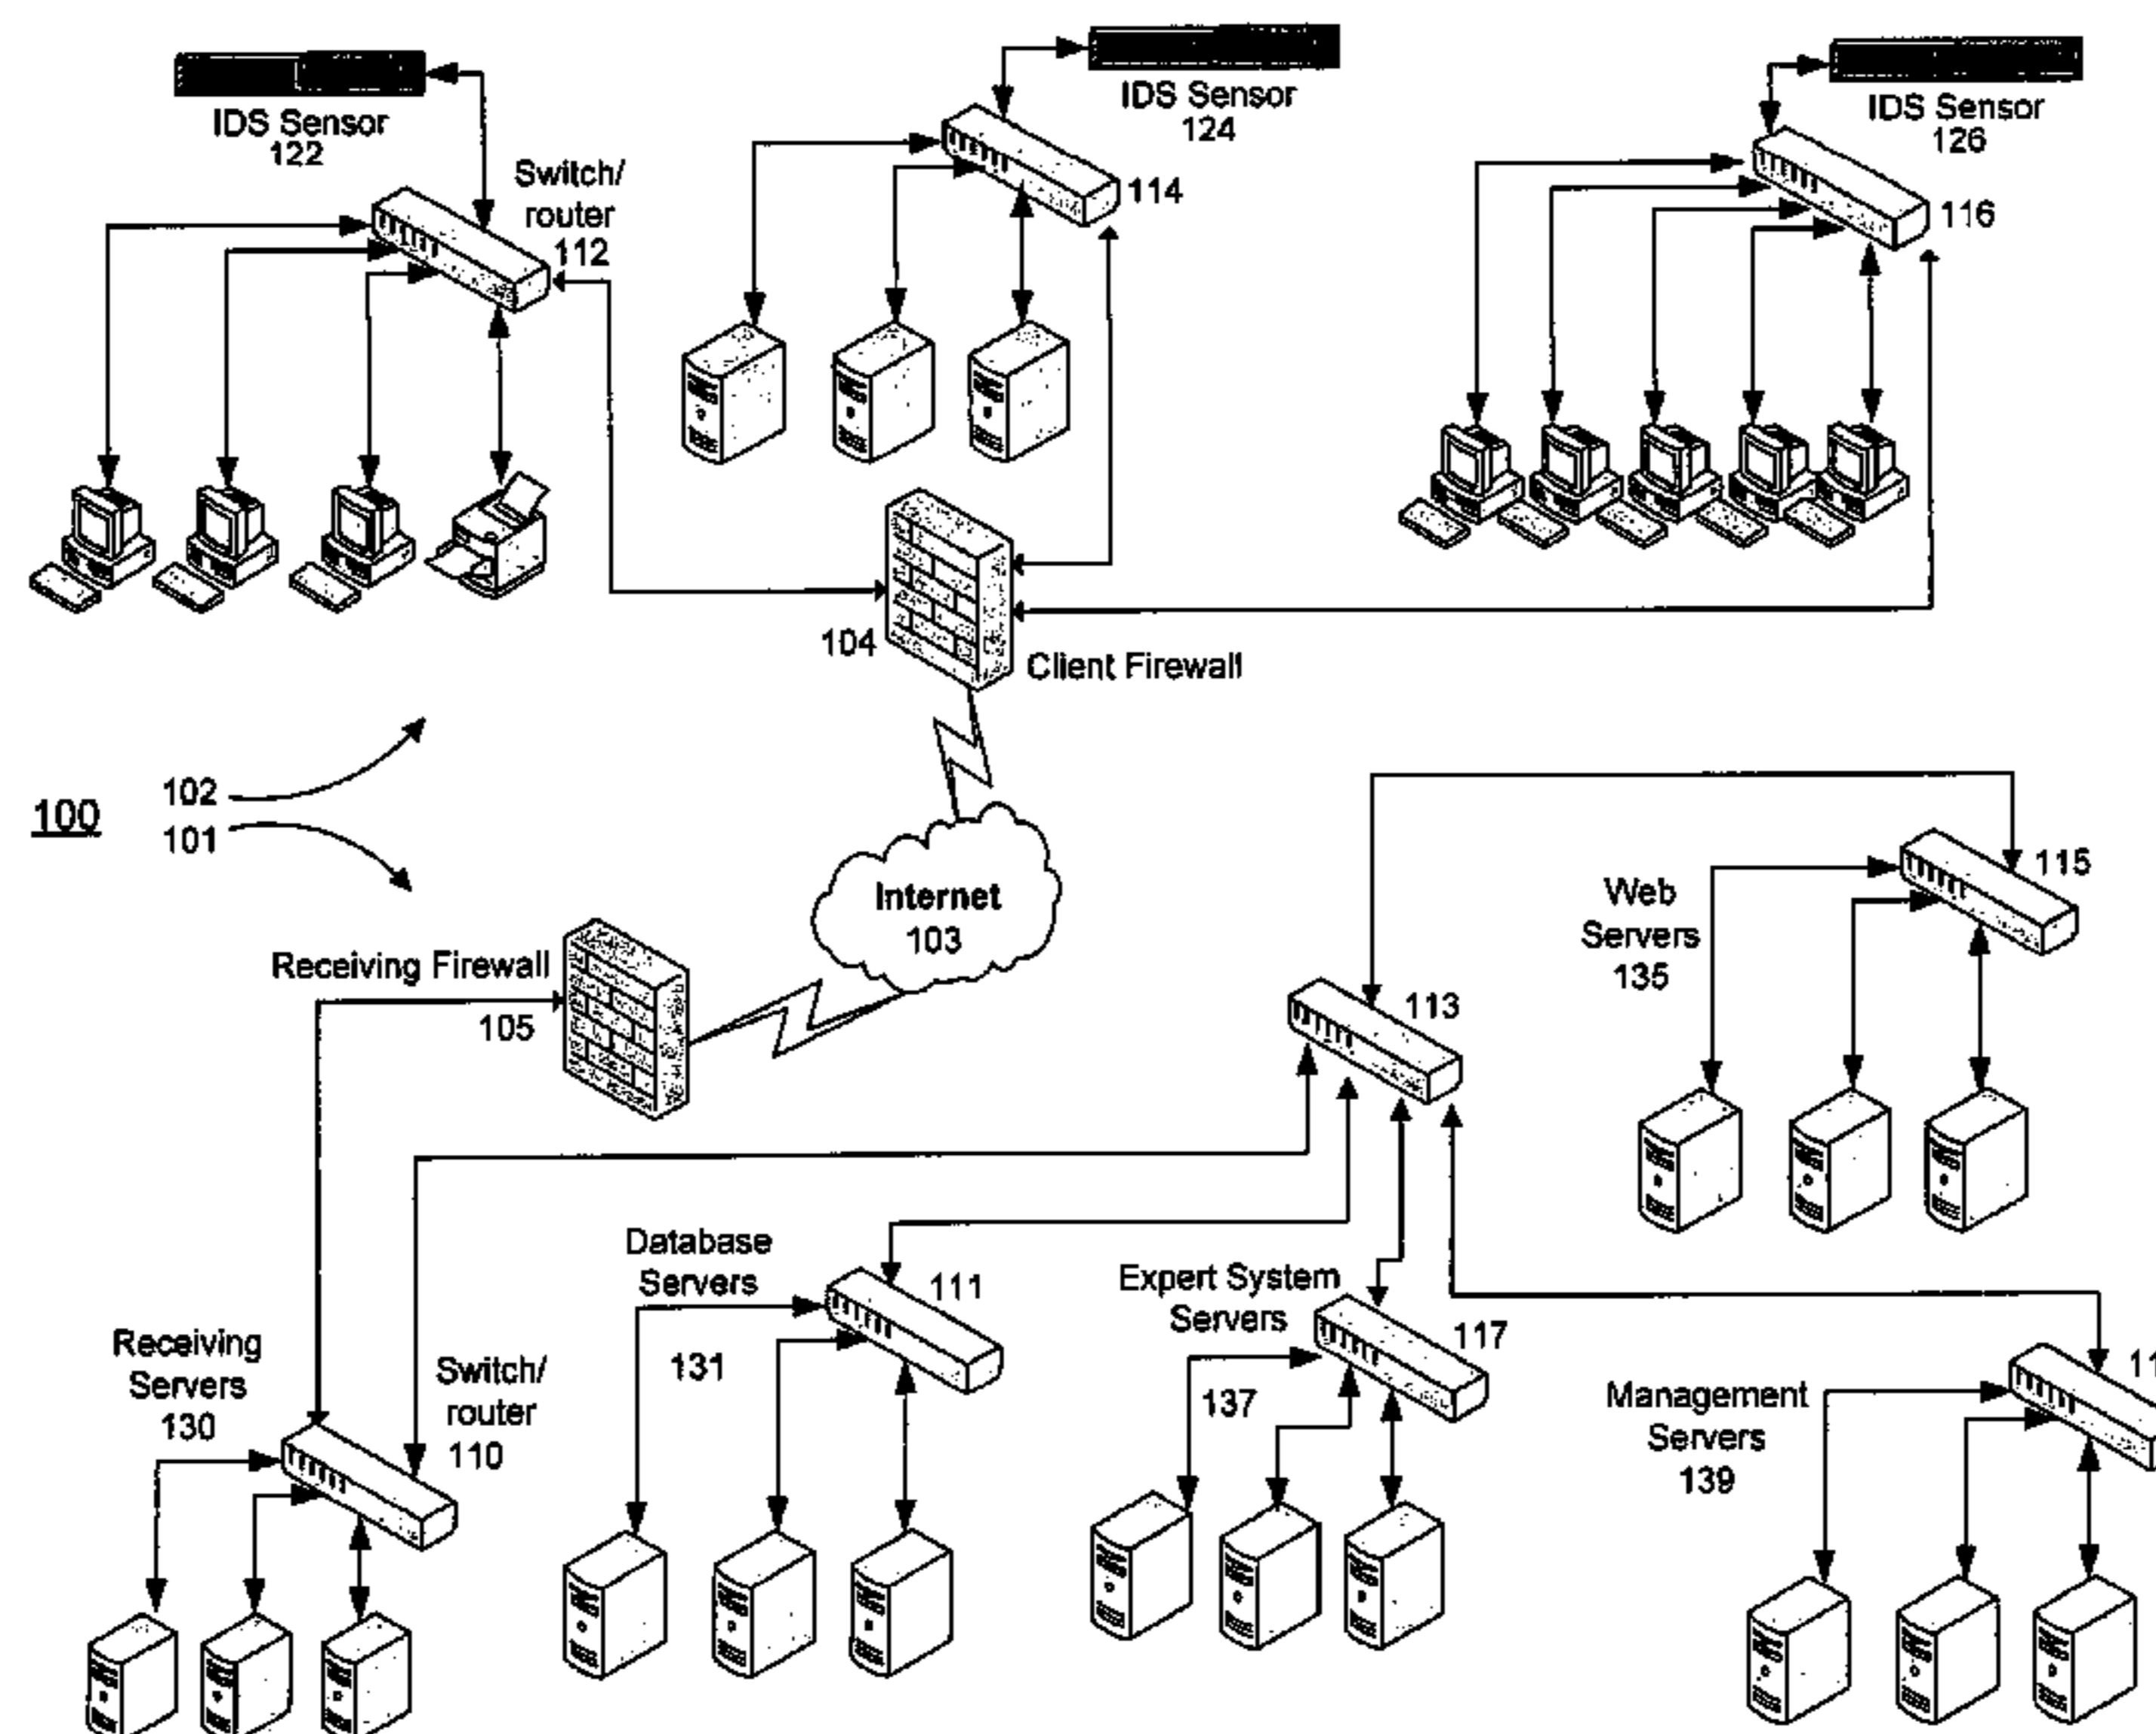 IDS Sensor
122
IDS Sensor
124
IDS Sensor
126
Switch/
router
112
114
116
104
Client Firewall
100
102
101
Internet
103
Receiving Firewall
105
113
115
Web
Servers
135
Database
Servers
131
111
Expert System
Servers
137
117
Receiving
Servers
130
Switch/
router
110
Management
Servers
139